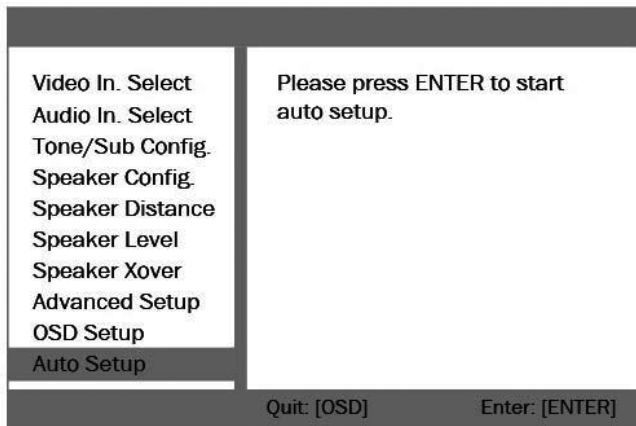 Video In. Select
Audio In. Select
Tone/Sub Config.
Speaker Config.
Speaker Distance
Speaker Level
Speaker Xover
Advanced Setup
OSD Setup
Auto Setup
Please press ENTER to start
auto setup.
Quit: [OSD] Enter: [ENTER]